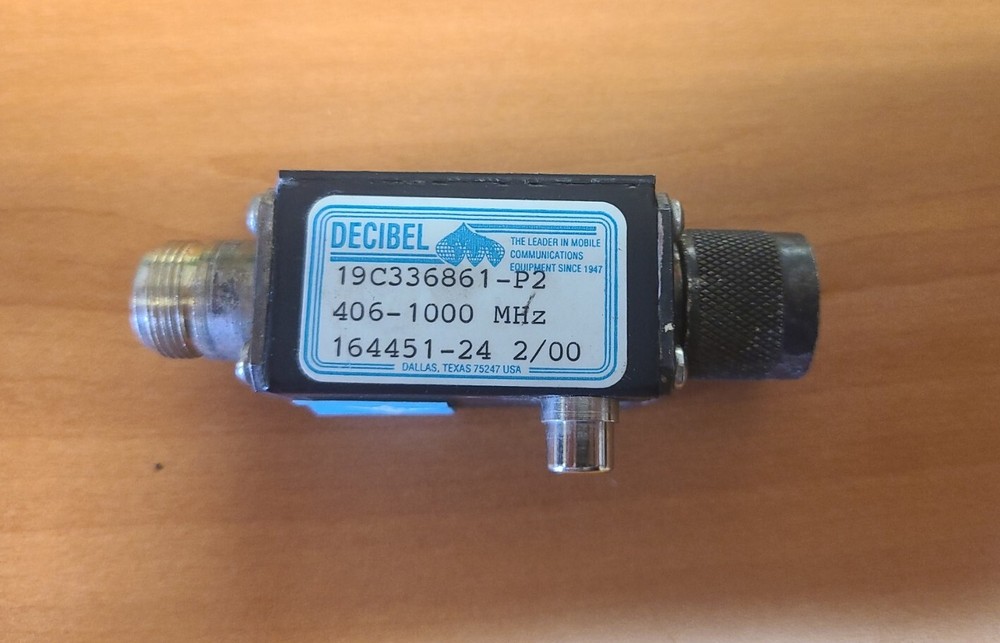 DECIBEL
THE LEADER IN MOBILE
COMMUNICATIONS
EQUIPMENT SINCE 1947
19C336861-P2
406-1000 MHz
164451-24 2/00
DALLAS, TEXAS 75247 USA